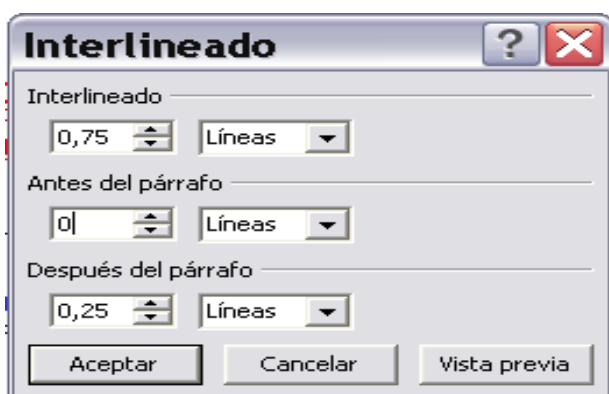 Interlineado ?
Interlineado
0,75 Líneas
Antes del párrafo
0 Líneas
Después del párrafo
0,25 Líneas
Aceptar Cancelar Vista previa